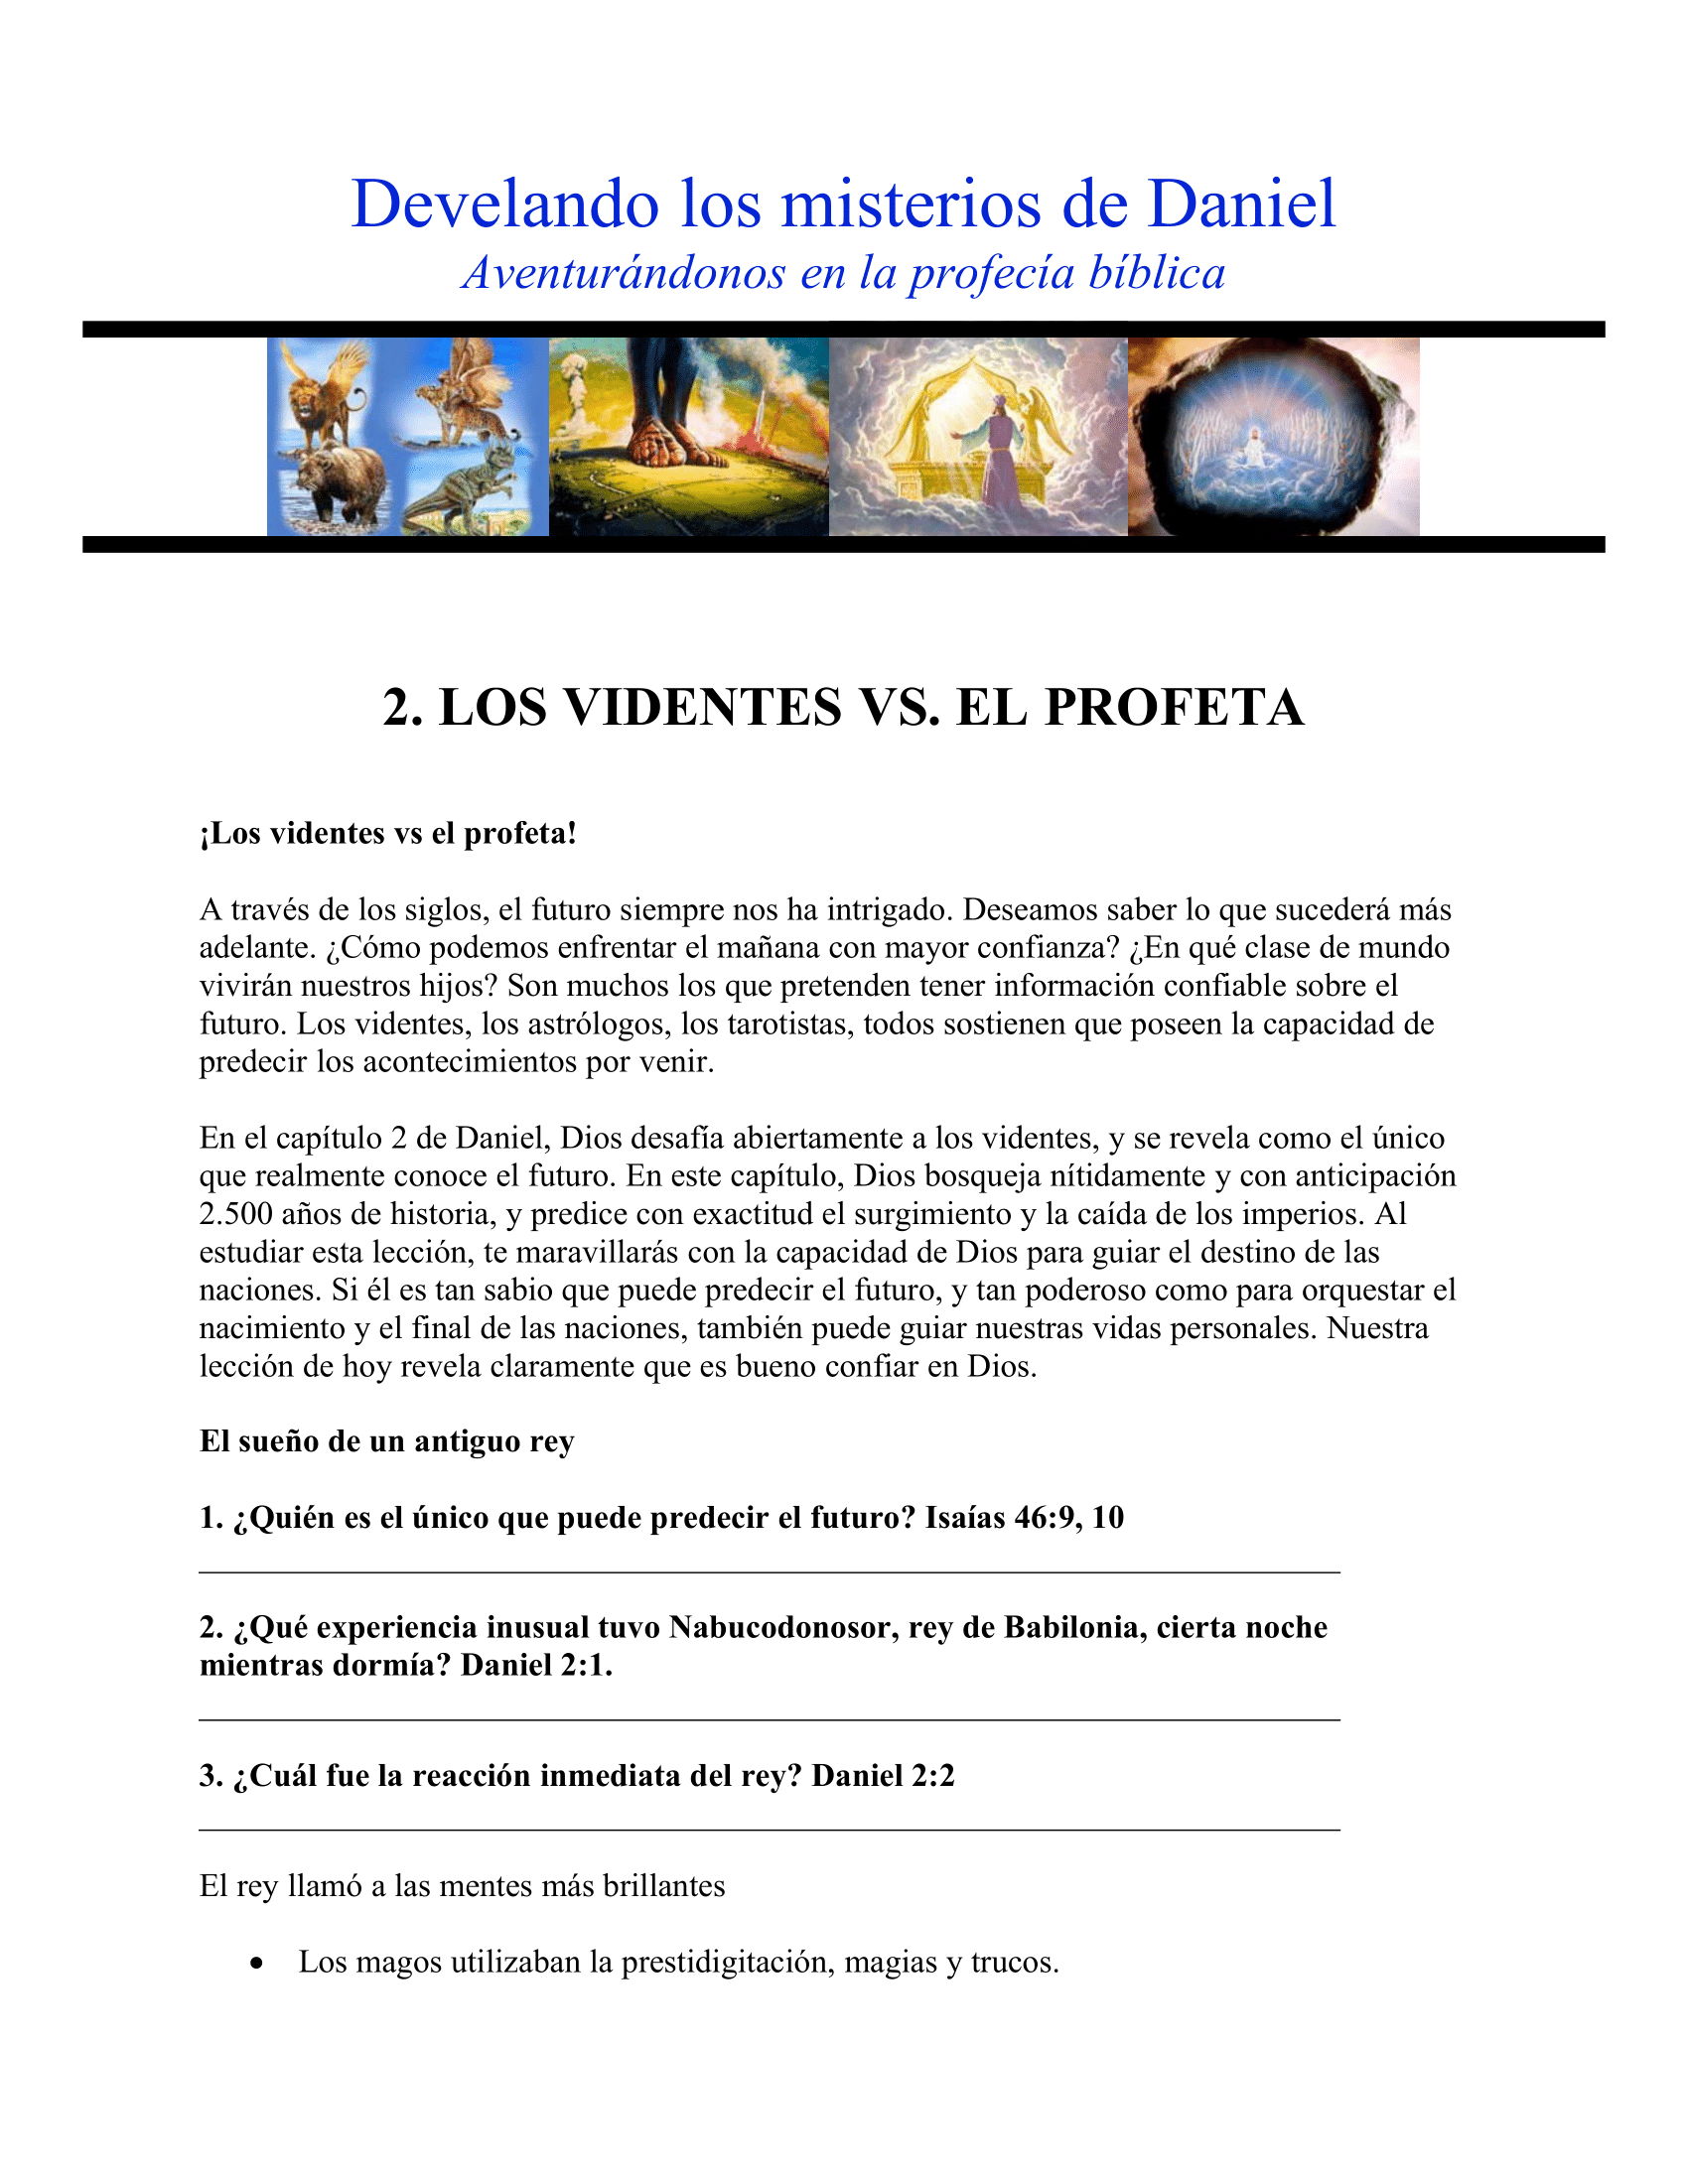 Develando los misterios de Daniel
Aventurándonos en la profecía bíblica
2. LOS VIDENTES VS. EL PROFETA
¡Los videntes vs el profeta!
A través de los siglos, el futuro siempre nos ha intrigado. Deseamos saber lo que sucederá más
adelante. ¿Cómo podemos enfrentar el mañana con mayor confianza? ¿En qué clase de mundo
vivirán nuestros hijos? Son muchos los que pretenden tener información confiable sobre el
futuro. Los videntes, los astrólogos, los tarotistas, todos sostienen que poseen la capacidad de
predecir los acontecimientos por venir.
En el capítulo 2 de Daniel, Dios desafía abiertamente a los videntes, y se revela como el único
que realmente conoce el futuro. En este capítulo, Dios bosqueja nítidamente y con anticipación
2.500 años de historia, y predice con exactitud el surgimiento y la caída de los imperios. Al
estudiar esta lección, te maravillarás con la capacidad de Dios para guiar el destino de las
naciones. Si él es tan sabio que puede predecir el futuro, y tan poderoso como para orquestar el
nacimiento y el final de las naciones, también puede guiar nuestras vidas personales. Nuestra
lección de hoy revela claramente que es bueno confiar en Dios.
El sueño de un antiguo rey
1. ¿Quién es el único que puede predecir el futuro? Isaías 46:9, 10
2. ¿Qué experiencia inusual tuvo Nabucodonosor, rey de Babilonia, cierta noche
mientras dormía? Daniel 2:1.
3. ¿Cuál fue la reacción inmediata del rey? Daniel 2:2
El rey llamó a las mentes más brillantes
• Los magos utilizaban la prestidigitación, magias y trucos.